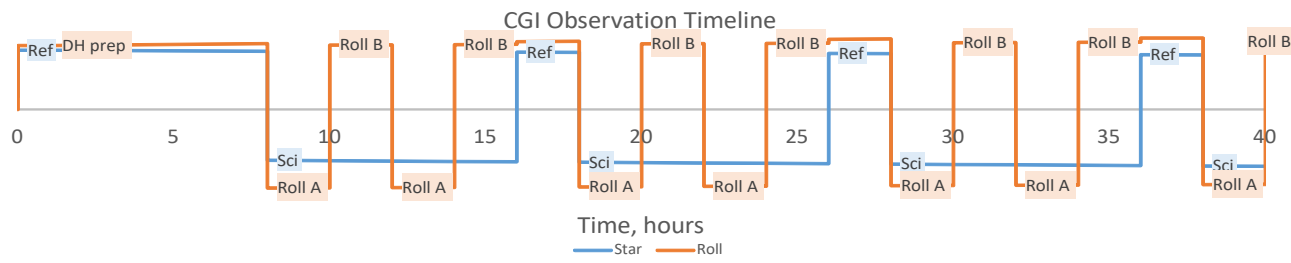 CGI Observation Timeline
Ref DH prep Roll B Roll B Ref Roll B Roll B Ref Roll B Roll B Ref Roll B
0 5 10 15 20 25 30 35 40
Sci Sci Sci Sci
Roll A Roll A Roll A Roll A Roll A Roll A Roll A
Time, hours
Star Roll